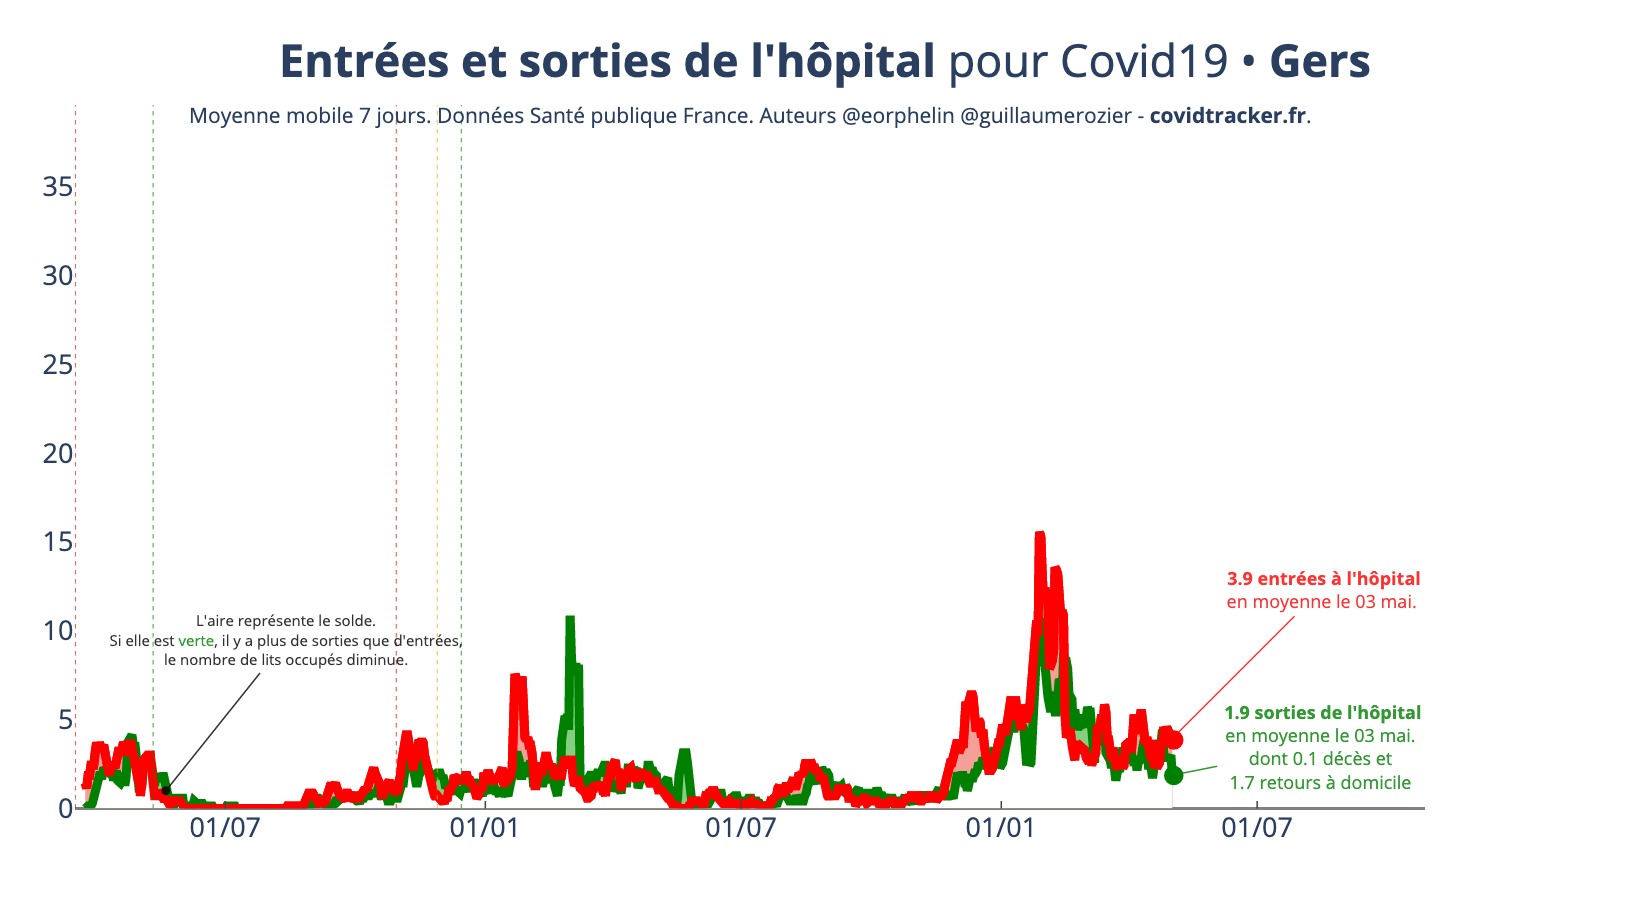 Entrées et sorties de l'hôpital pour Covid19 • Gers
Moyenne mobile 7 jours. Données Santé publique France. Auteurs @eorphelin @guillaumerozier - covidtracker.fr.
35
30
25
20
15
10
5
0
L'aire représente le solde.
Si elle est verte, il y a plus de sorties que d'entrées,
le nombre de lits occupés diminue.
3.9 entrées à l'hôpital
en moyenne le 03 mai.
1.9 sorties de l'hôpital
en moyenne le 03 mai.
dont 0.1 décès et
1.7 retours à domicile
01/07
01/01
01/07
01/01
01/07